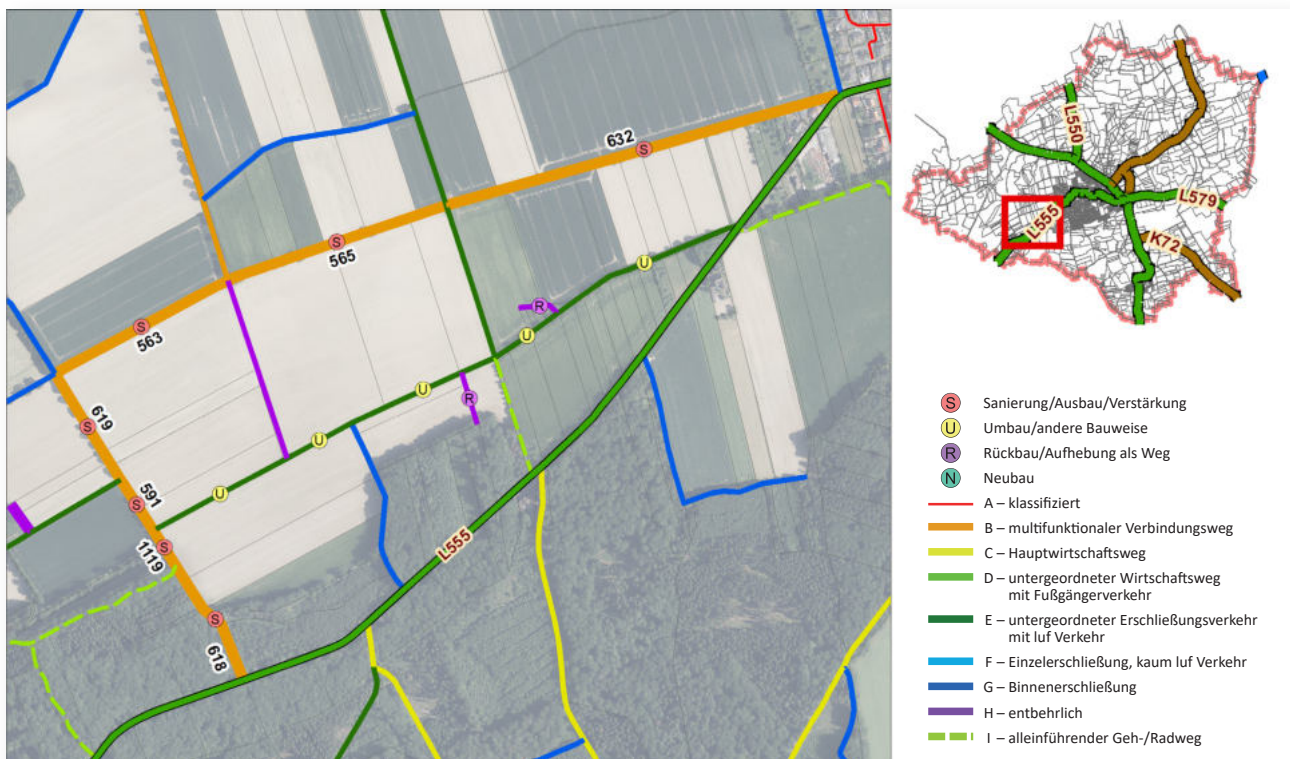 632
S
S
565
S
563
U
R
U
U
R
S
619
U
S
591
U
S
1119
L555
S
618
L550
L579
L555
K72
S Sanierung/Ausbau/Verstärkung
U Umbau/andere Bauweise
R Rückbau/Aufhebung als Weg
N Neubau
A – klassifiziert
B – multifunktionaler Verbindungsweg
C – Hauptwirtschaftsweg
D – untergeordneter Wirtschaftsweg
mit Fußgängerverkehr
E – untergeordneter Erschließungsverkehr
mit luf Verkehr
F – Einzelerschließung, kaum luf Verkehr
G – Binnenerschließung
H – entbehrlich
I – alleinführender Geh-/Radweg